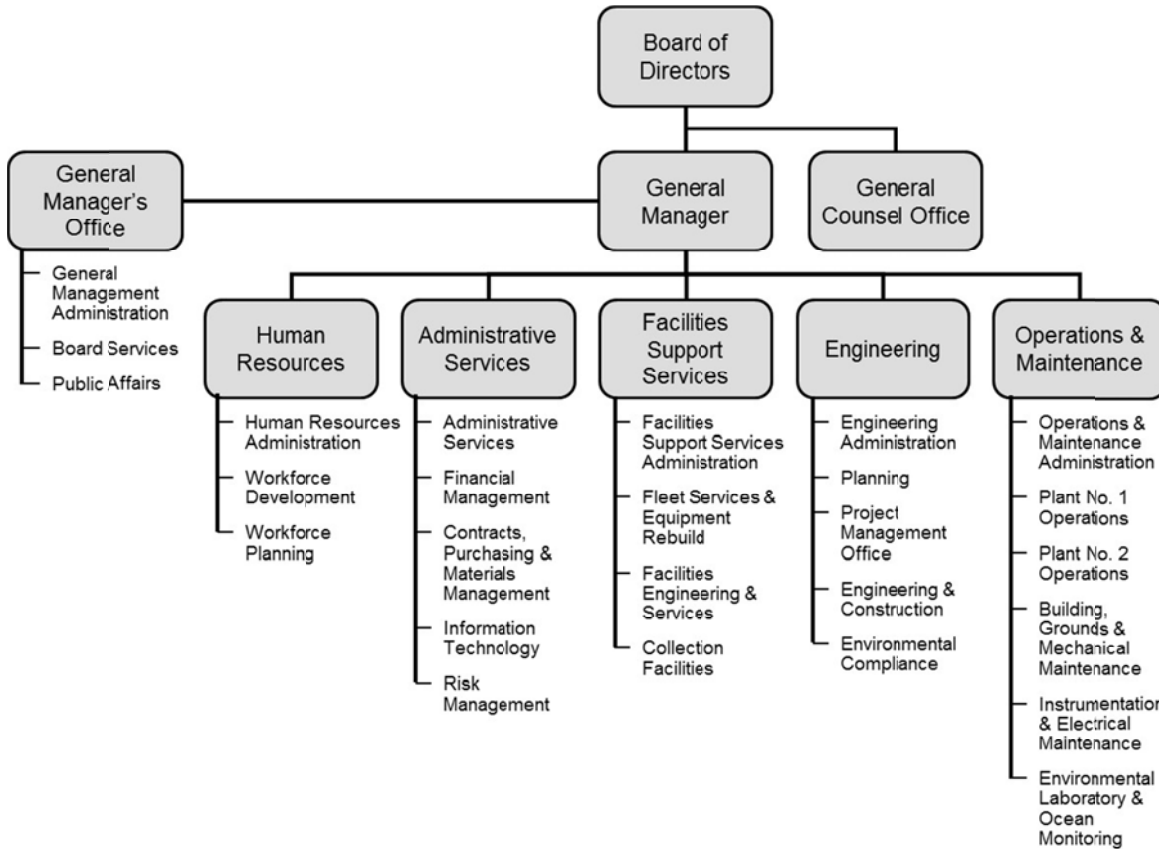 Board of
Directors
General
Manager's
Office
General
Manager
General
Counsel Office
General
Management
Administration
Board Services
Public Affairs
Human
Resources
Administrative
Services
Facilities
Support
Services
Engineering
Operations &
Maintenance
Human Resources
Administration
Workforce
Development
Workforce
Planning
Administrative
Services
Financial
Management
Contracts,
Purchasing &
Materials
Management
Information
Technology
Risk
Management
Facilities
Support Services
Administration
Fleet Services &
Equipment
Rebuild
Facilities
Engineering &
Services
Collection
Facilities
Engineering
Administration
Planning
Project
Management
Office
Engineering &
Construction
Environmental
Compliance
Operations &
Maintenance
Administration
Plant No. 1
Operations
Plant No. 2
Operations
Building,
Grounds &
Mechanical
Maintenance
Instrumentation
& Electrical
Maintenance
Environmental
Laboratory &
Ocean
Monitoring